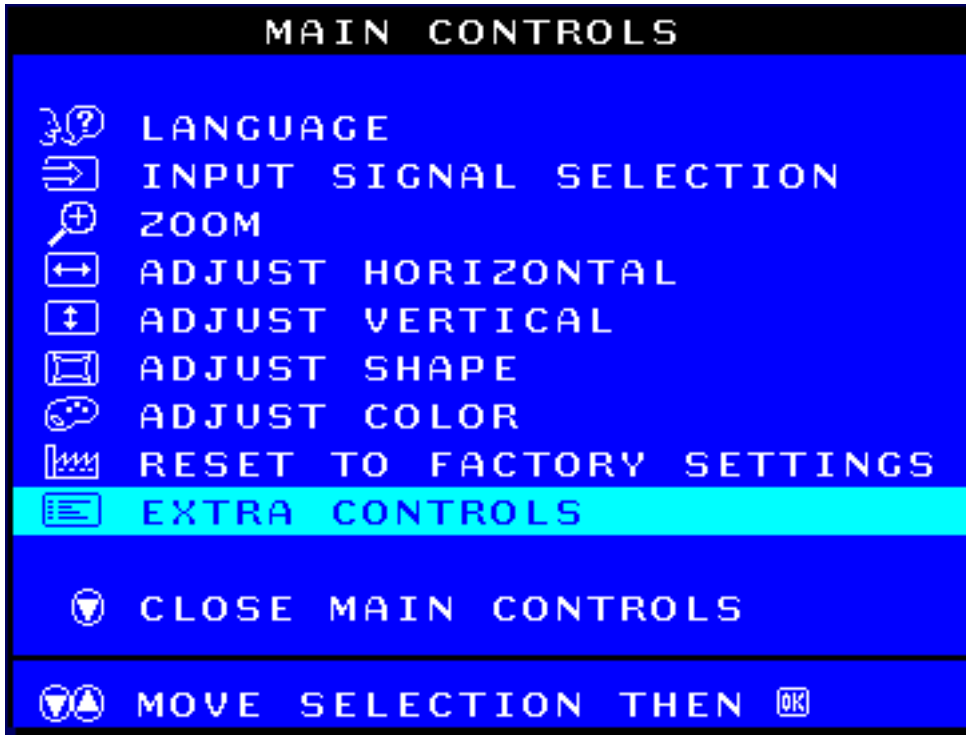 MAIN CONTROLS
LANGUAGE
INPUT SIGNAL SELECTION
ZOOM
ADJUST HORIZONTAL
ADJUST VERTICAL
ADJUST SHAPE
ADJUST COLOR
RESET TO FACTORY SETTINGS
EXTRA CONTROLS
CLOSE MAIN CONTROLS
MOVE SELECTION THEN OK